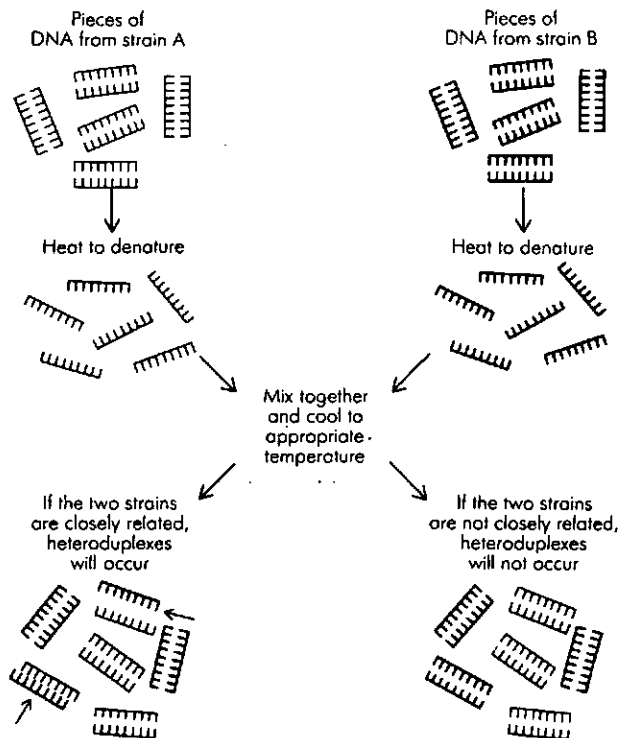 Pieces of
DNA from strain A
Pieces of
DNA from strain B
Heat to denature
Heat to denature
Mix together
and cool to
appropriate
temperature
If the two strains
are closely related,
heteroduplexes
will occur
If the two strains
are not closely related,
heteroduplexes
will not occur